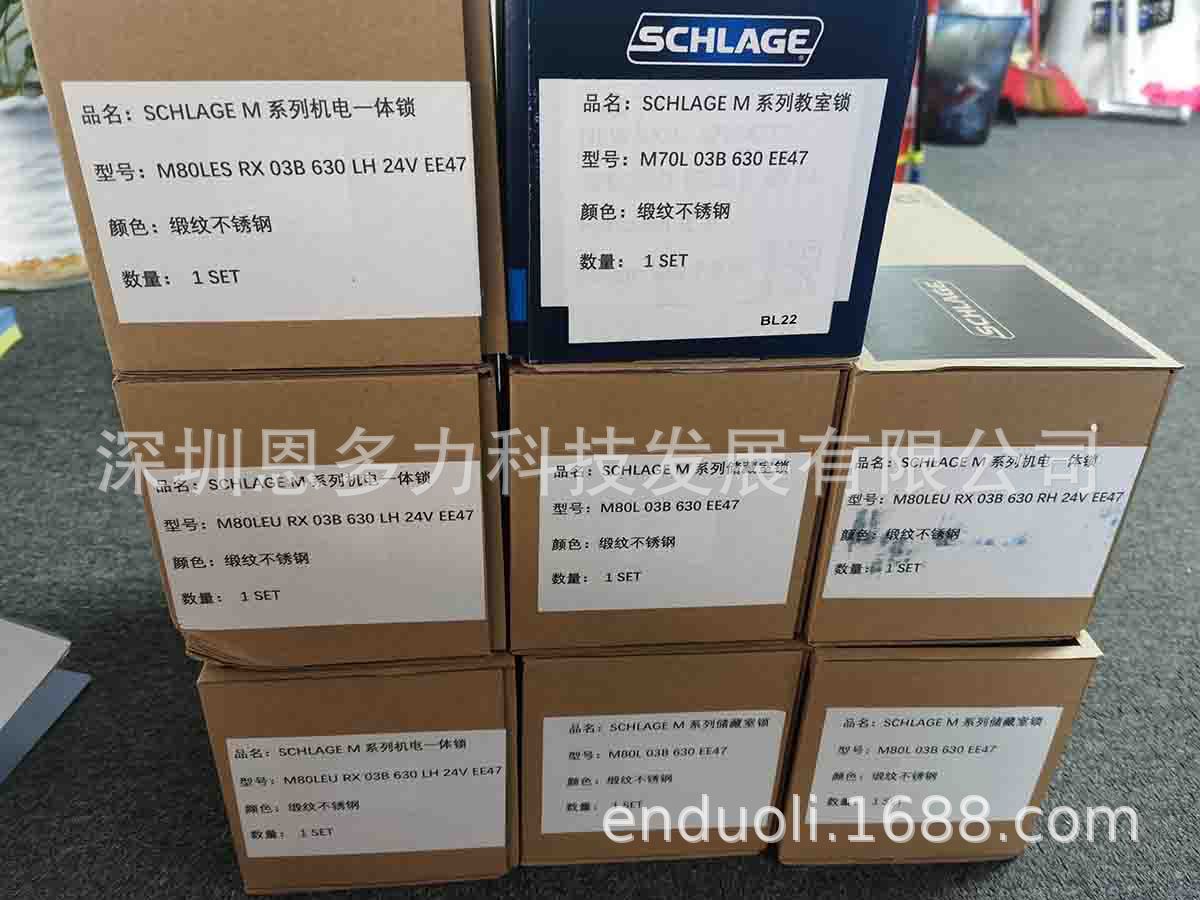 品名: SCHLAGE M 系列机电一体锁
型号: M80LES RX 03B 630 LH 24V EE47
颜色: 缎纹不锈钢
数量: 1 SET
SCHLAGE
品名: SCHLAGE M 系列教室锁
型号: M70L 03B 630 EE47
颜色: 缎纹不锈钢
数量: 1 SET
BL22
SCHLAGE
深圳恩多力科技发展有限公司
品名: SCHLAGE M 系列机电一体锁
型号: M80LEU RX 03B 630 LH 24V EE47
颜色: 缎纹不锈钢
数量: 1 SET
品名: SCHLAGE M 系列储藏室锁
型号: M80L 03B 630 EE47
颜色: 缎纹不锈钢
数量: 1 SET
品名: SCHLAGE M 系列机电一体锁
型号: M80LEU RX 03B 630 RH 24V EE47
颜色: 缎纹不锈钢
数量: 1 SET
品名: SCHLAGE M 系列机电一体锁
型号: M80LEU RX 03B 630 LH 24V EE47
颜色: 缎纹不锈钢
数量: 1 SET
品名: SCHLAGE M 系列储藏室锁
型号: M80L 03B 630 EE47
颜色: 缎纹不锈钢
数量: 1 SET
品名: SCHLAGE M 系列储藏室锁
型号: M80L 03B 630 EE47
颜色: 缎纹不锈钢
数量: 1 SET
enduoli.1688.com